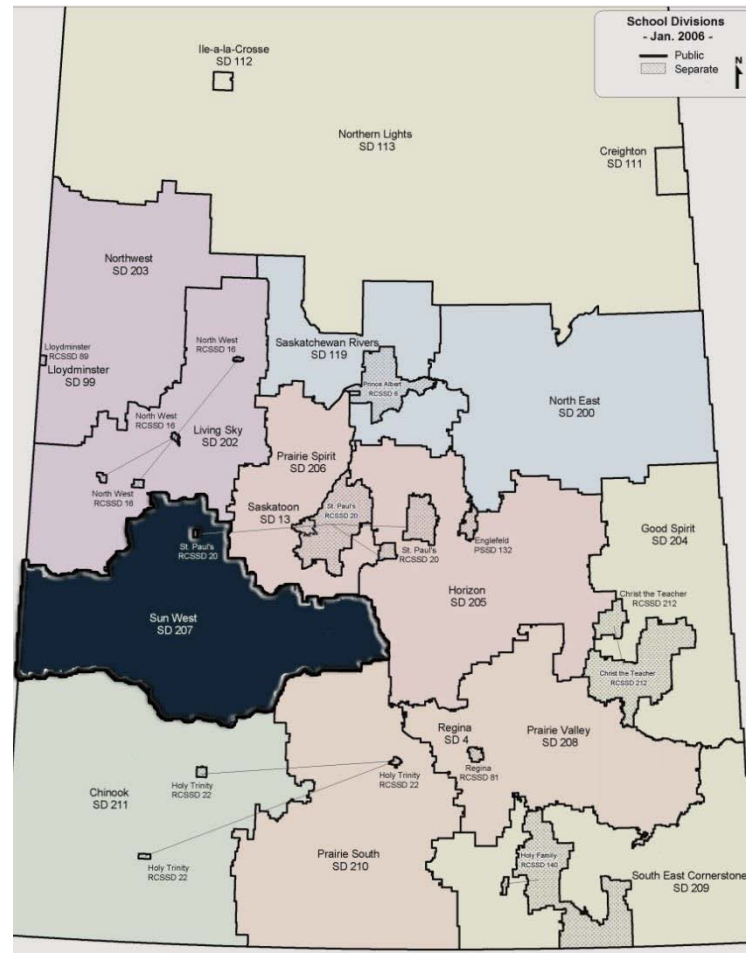 School Divisions
- Jan. 2006 -
Public
Separate
N
Ile-a-la-Crosse
SD 112
Northern Lights
SD 113
Creighton
SD 111
Northwest
SD 203
Lloydminster
RCSSD 89
Lloydminster
SD 99
North West
RCSSD 16
Saskatchewan Rivers
SD 119
Prince Albert
RCSSD 6
North East
SD 200
North West
RCSSD 16
Living Sky
SD 202
Prairie Spirit
SD 206
North West
RCSSD 16
Saskatoon
SD 13
St. Paul's
RCSSD 20
St. Paul's
RCSSD 20
St. Paul's
RCSSD 20
Englefeld
PSSD 132
Good Spirit
SD 204
Horizon
SD 205
Christ the Teacher
RCSSD 212
Christ the Teacher
RCSSD 212
Sun West
SD 207
Regina
SD 4
Regina
RCSSD 81
Prairie Valley
SD 208
Holy Trinity
RCSSD 22
Holy Trinity
RCSSD 22
Chinook
SD 211
Holy Trinity
RCSSD 22
Prairie South
SD 210
Holy Family
RCSSD 140
South East Cornerstone
SD 209